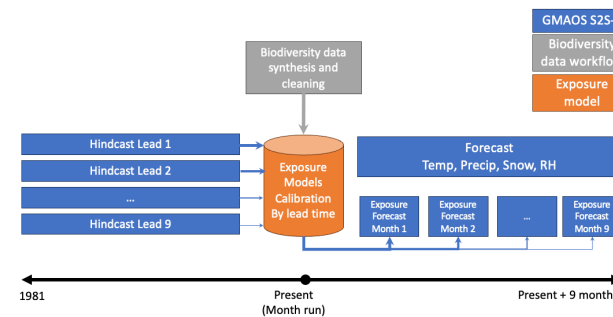 GMAOS S2S-
Biodiversity
data workflo
Exposure
model
Biodiversity data
synthesis and
cleaning
Hindcast Lead 1
Hindcast Lead 2
...
Hindcast Lead 9
Exposure
Models
Calibration
By lead time
Forecast
Temp, Precip, Snow, RH
Exposure
Forecast
Month 1
Exposure
Forecast
Month 2
...
Exposure
Forecast
Month 9
1981
Present
(Month run)
Present + 9 month